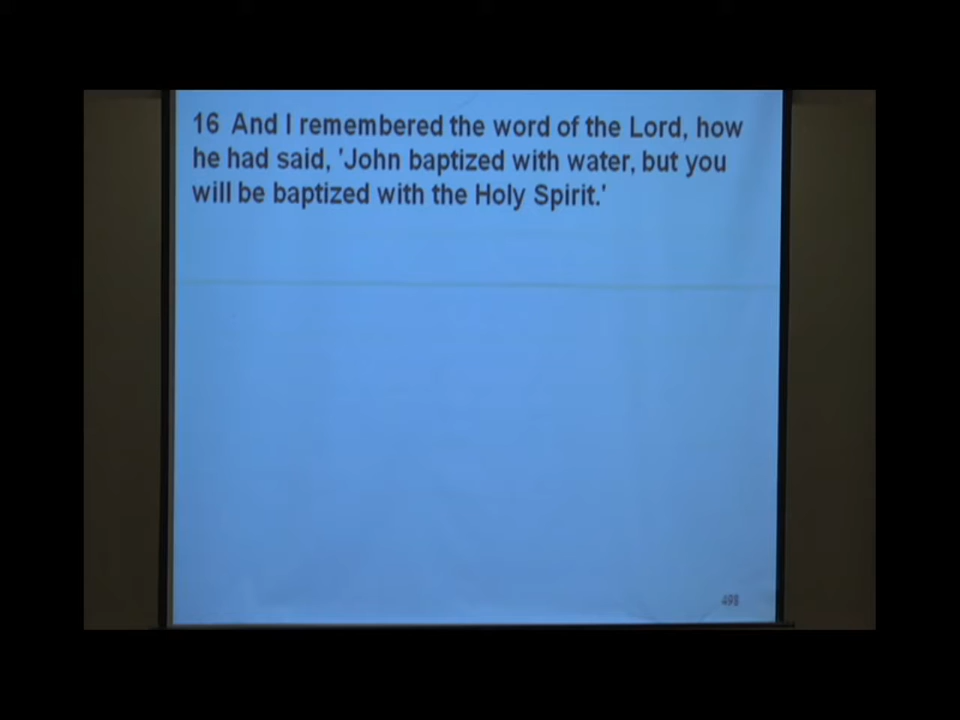 16 And I remembered the word of the Lord, how
he had said, 'John baptized with water, but you
will be baptized with the Holy Spirit.'
498